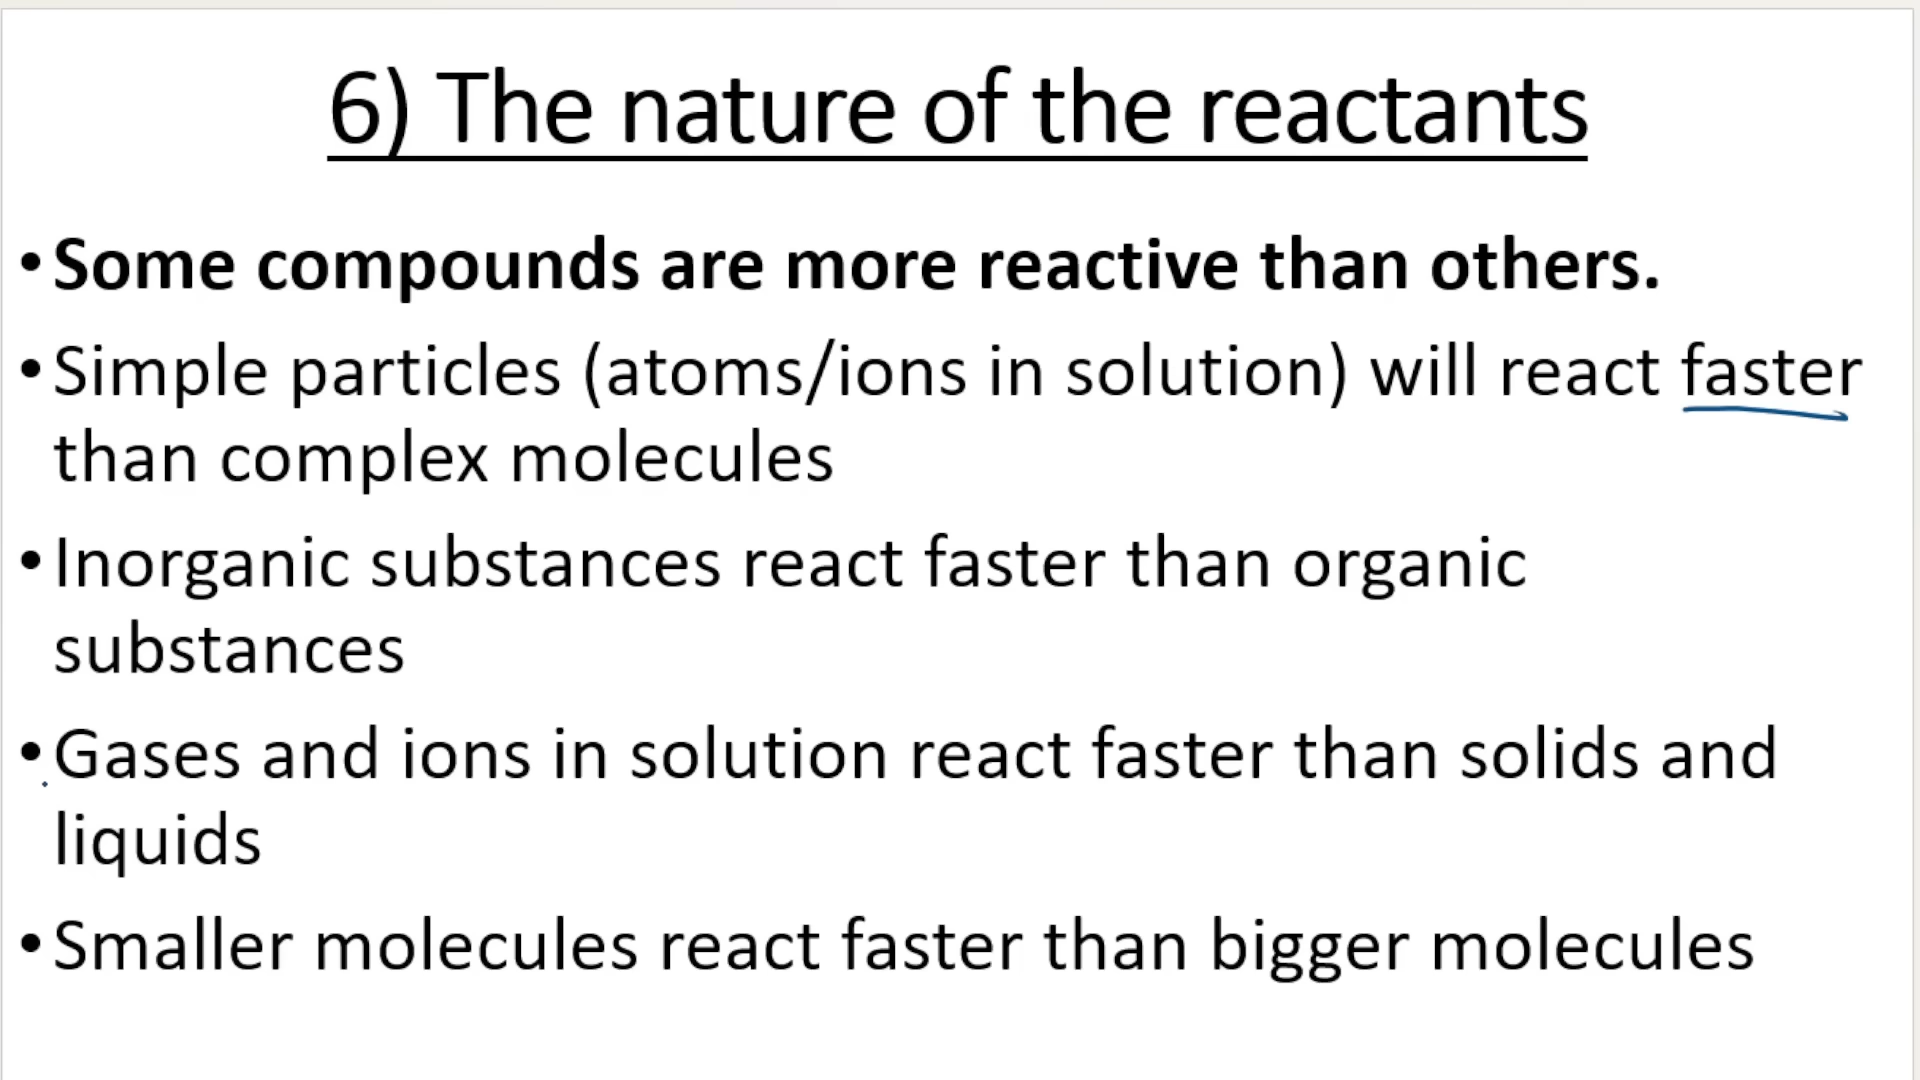 6) The nature of the reactants
• Some compounds are more reactive than others.
• Simple particles (atoms/ions in solution) will react faster
than complex molecules
• Inorganic substances react faster than organic
substances
• Gases and ions in solution react faster than solids and
liquids
• Smaller molecules react faster than bigger molecules